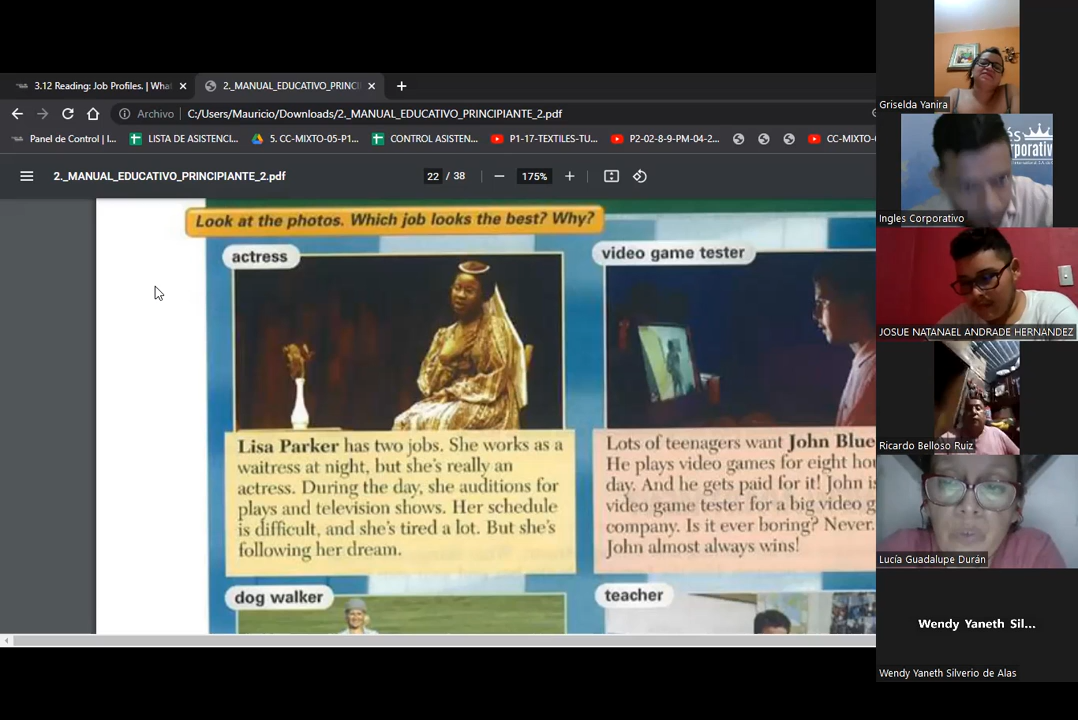 3.12 Reading: Job Profiles. | Wha
2._MANUAL_EDUCATIVO_PRINCI
Archivo
C:/Users/Mauricio/Downloads/2._MANUAL_EDUCATIVO_PRINCIPIANTE_2.pdf
Panel de Control | I...
LISTA DE ASISTENCI...
5. CC-MIXTO-05-P1...
CONTROL ASISTEN...
P1-17-TEXTILES-TU...
P2-02-8-9-PM-04-2...
CC-MIXTO-
2._MANUAL_EDUCATIVO_PRINCIPIANTE_2.pdf
22 / 38
175%
Look at the photos. Which job looks the best? Why?
actress
Lisa Parker has two jobs. She works as a
waitress at night, but she's really an
actress. During the day, she auditions for
plays and television shows. Her schedule
is difficult, and she's tired a lot. But she's
following her dream.
video game tester
Lots of teenagers want John Blue
He plays video games for eight hou
day. And he gets paid for it! John is
video game tester for a big video g
company. Is it ever boring? Never.
John almost always wins!
dog walker
teacher
Griselda Yanira
és
rporativ
Ingles Corporativo
JOSUE NATANAEL ANDRADE HERNANDEZ
Ricardo Belloso Ruiz
Lucía Guadalupe Durán
Wendy Yaneth Sil...
Wendy Yaneth Silverio de Alas